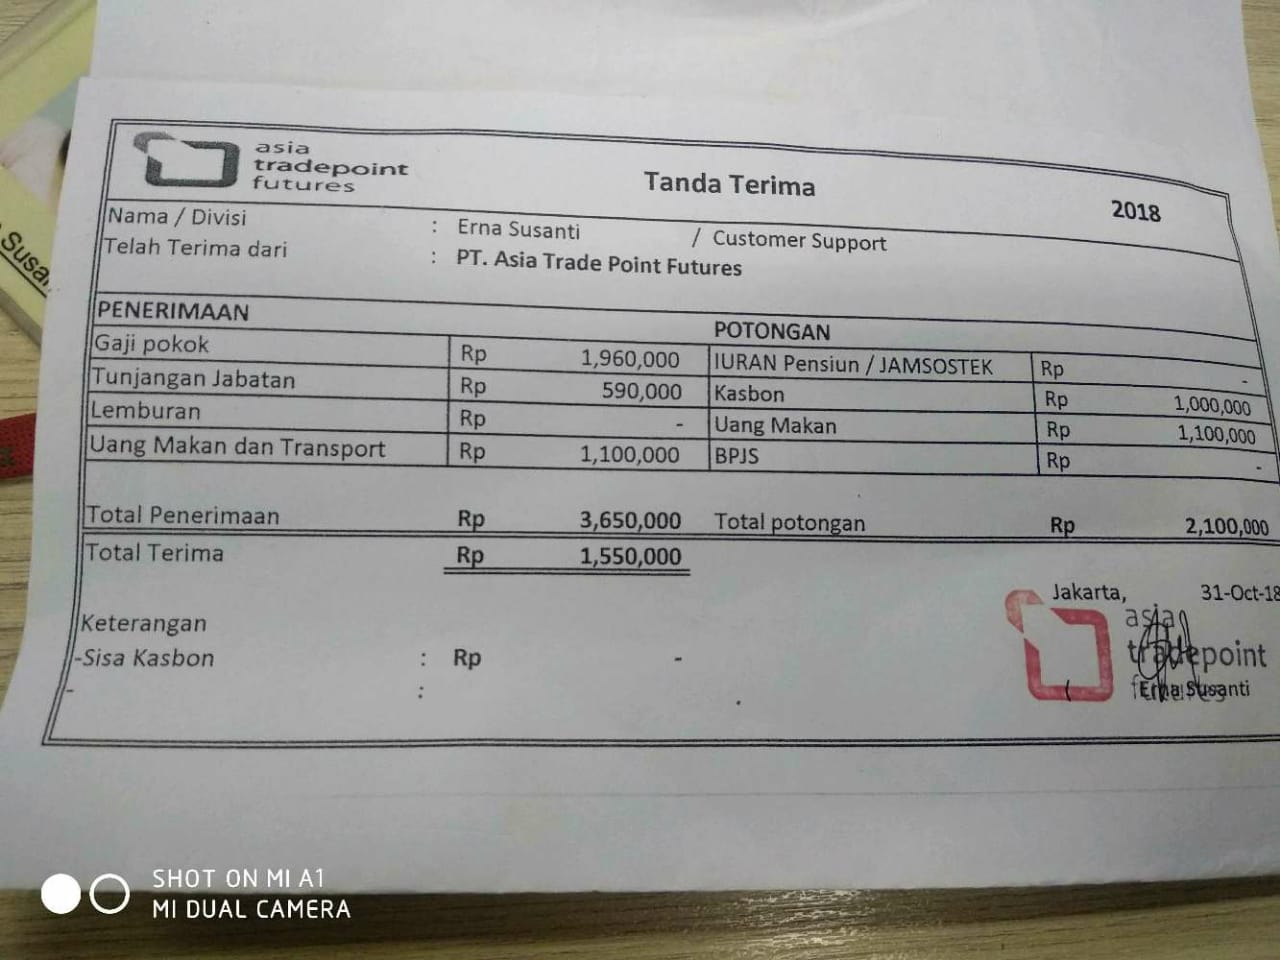 asia
tradepoint
futures
Tanda Terima
2018
Nama / Divisi : Erna Susanti / Customer Support
Telah Terima dari : PT. Asia Trade Point Futures
PENERIMAAN POTONGAN
Gaji pokok Rp 1,960,000 IURAN Pensiun / JAMSOSTEK Rp -
Tunjangan Jabatan Rp 590,000 Kasbon Rp 1,000,000
Lemburan Rp - Uang Makan Rp 1,100,000
Uang Makan dan Transport Rp 1,100,000 BPJS Rp -
Total Penerimaan Rp 3,650,000 Total potongan Rp 2,100,000
Total Terima Rp 1,550,000
Jakarta, 31-Oct-18
Keterangan
-Sisa Kasbon : Rp -
- :
asia
tradepoint
futures
Erna Susanti
Susan
SHOT ON MI A1
MI DUAL CAMERA